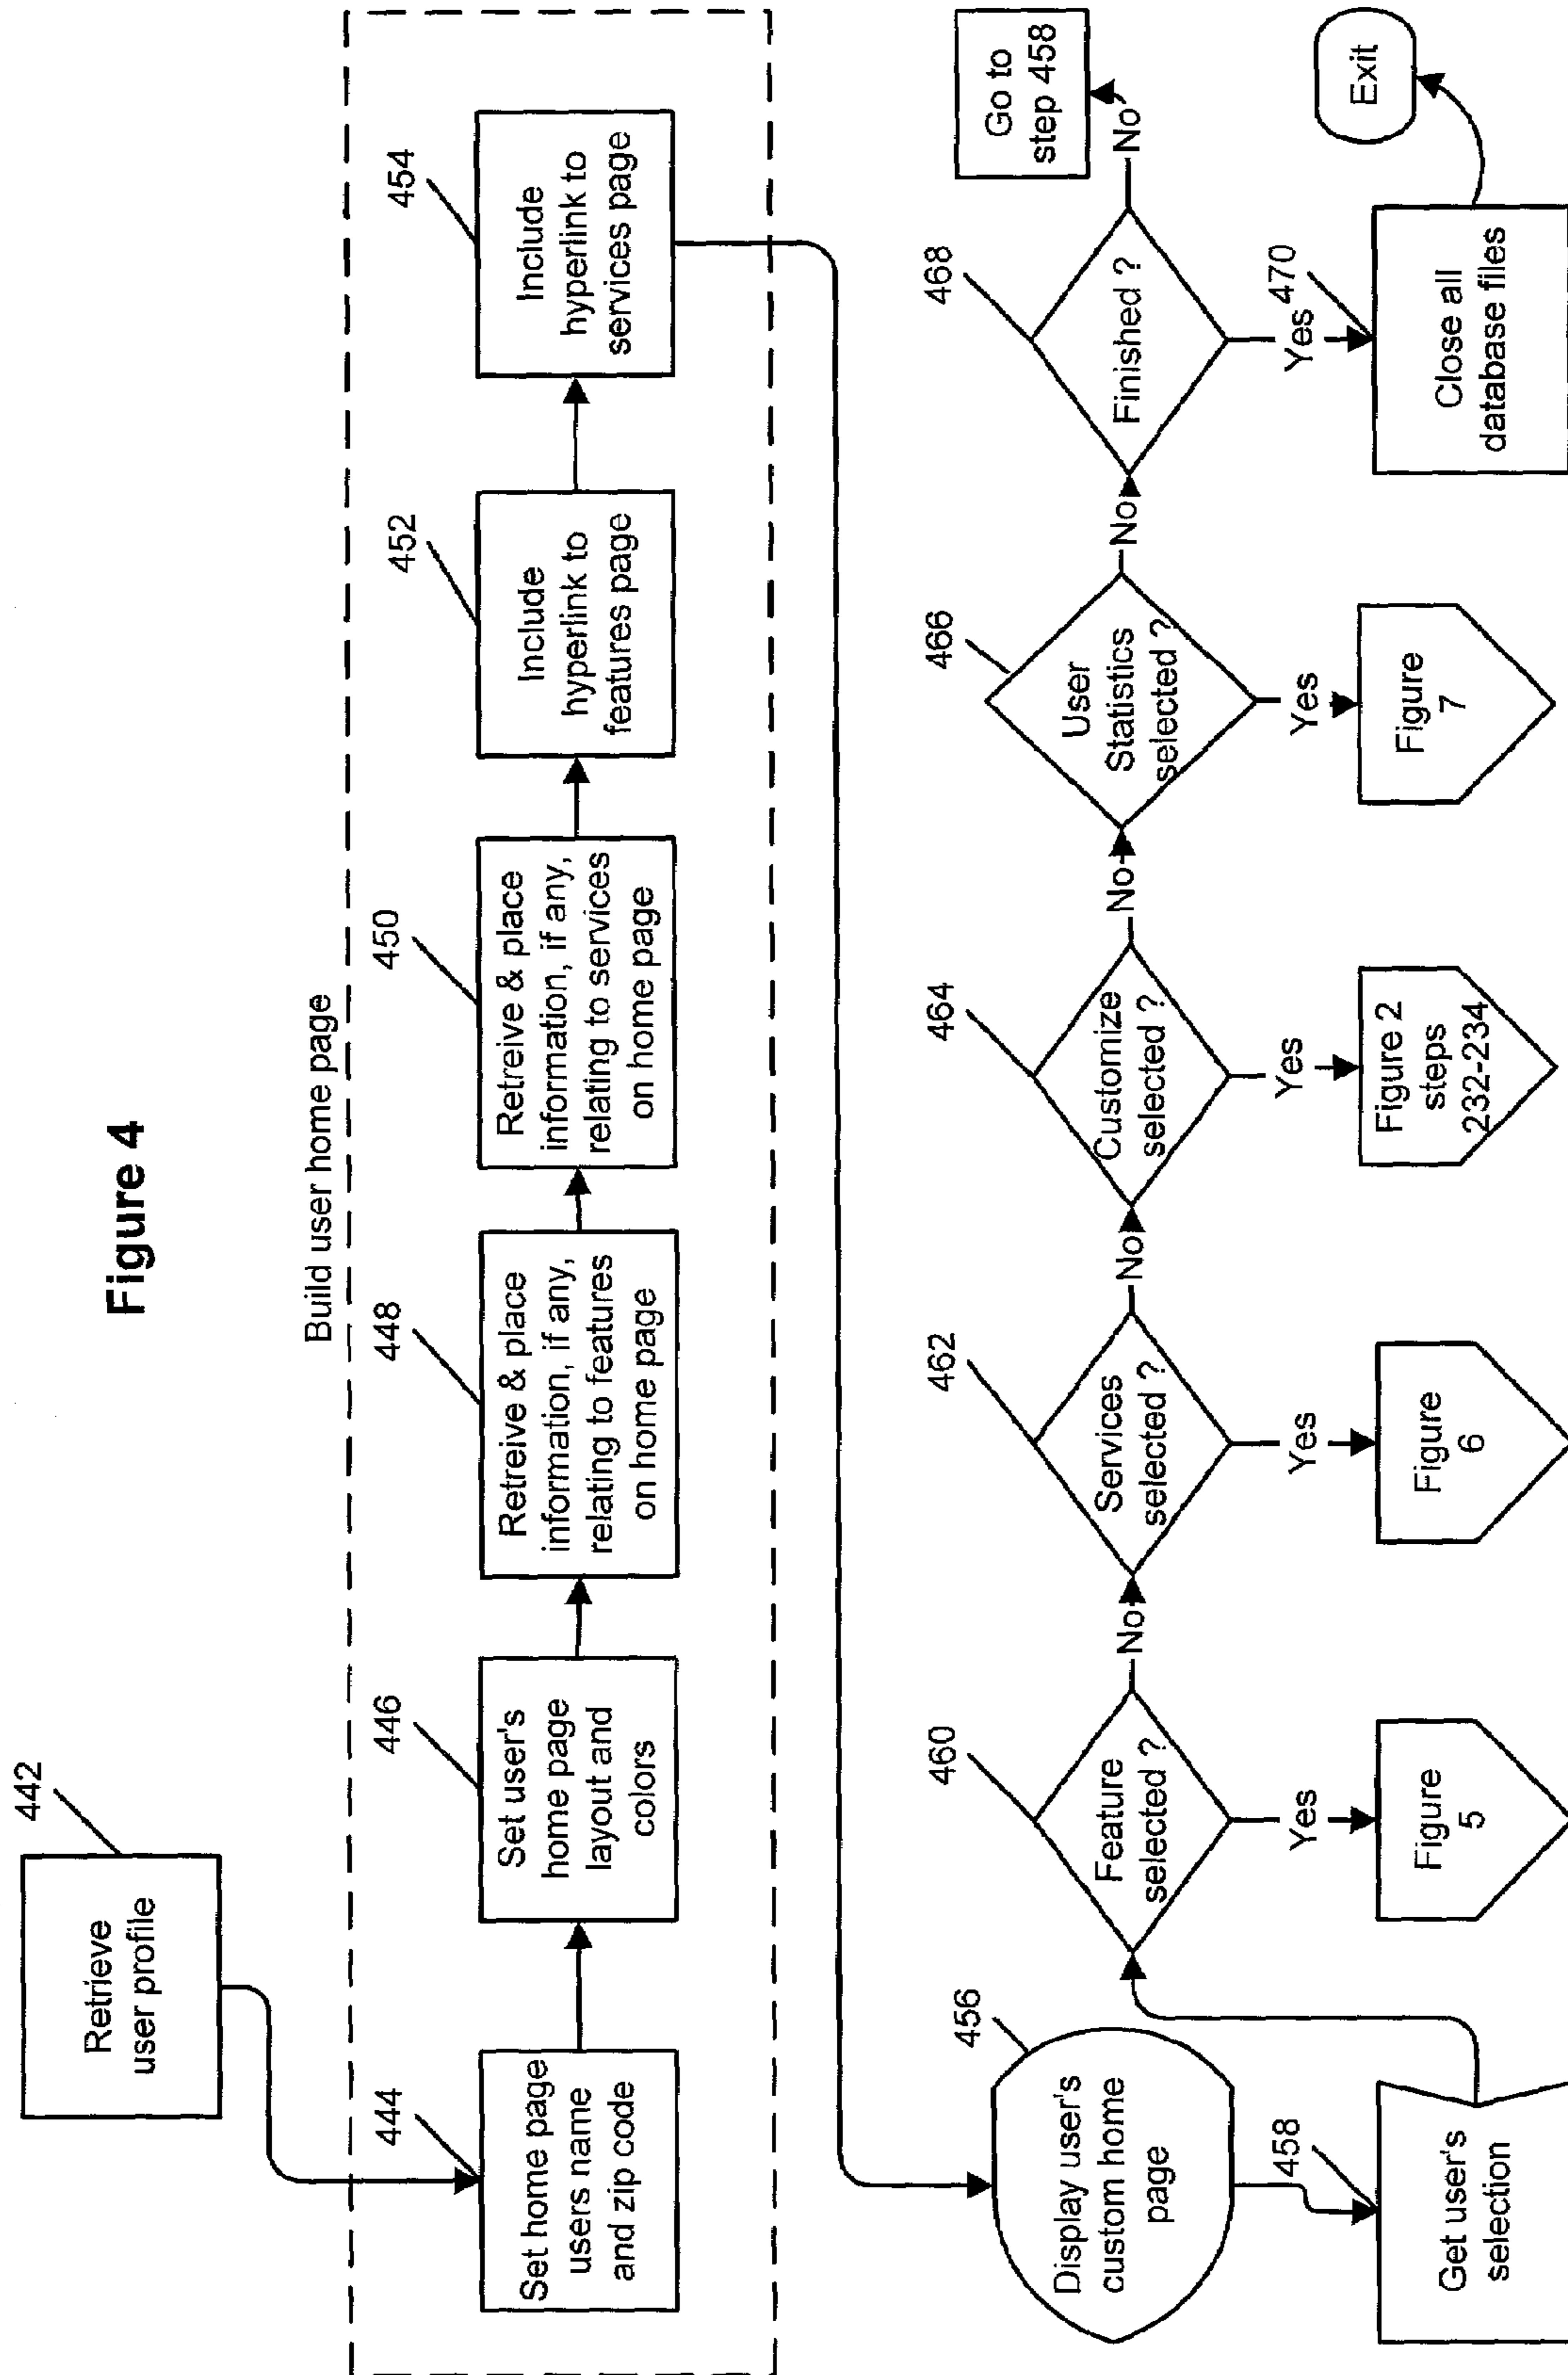 Figure 4
442
Retrieve
user profile
Build user home page
444
Set home page
users name
and zip code
446
Set user's
home page
layout and
colors
448
Retreive & place
information, if any,
relating to features
on home page
450
Retreive & place
information, if any,
relating to services
on home page
452
Include
hyperlink to
features page
454
Include
hyperlink to
services page
456
Display user's
custom home
page
458
Get user's
selection
460
Feature
selected ?
No
Yes
Figure
5
462
Services
selected ?
No
Yes
Figure
6
464
Customize
selected ?
No
Yes
Figure 2
steps
232-234
466
User
Statistics
selected ?
No
Yes
Figure
7
468
Finished ?
No
Go to
step 458
Yes
470
Close all
database files
Exit